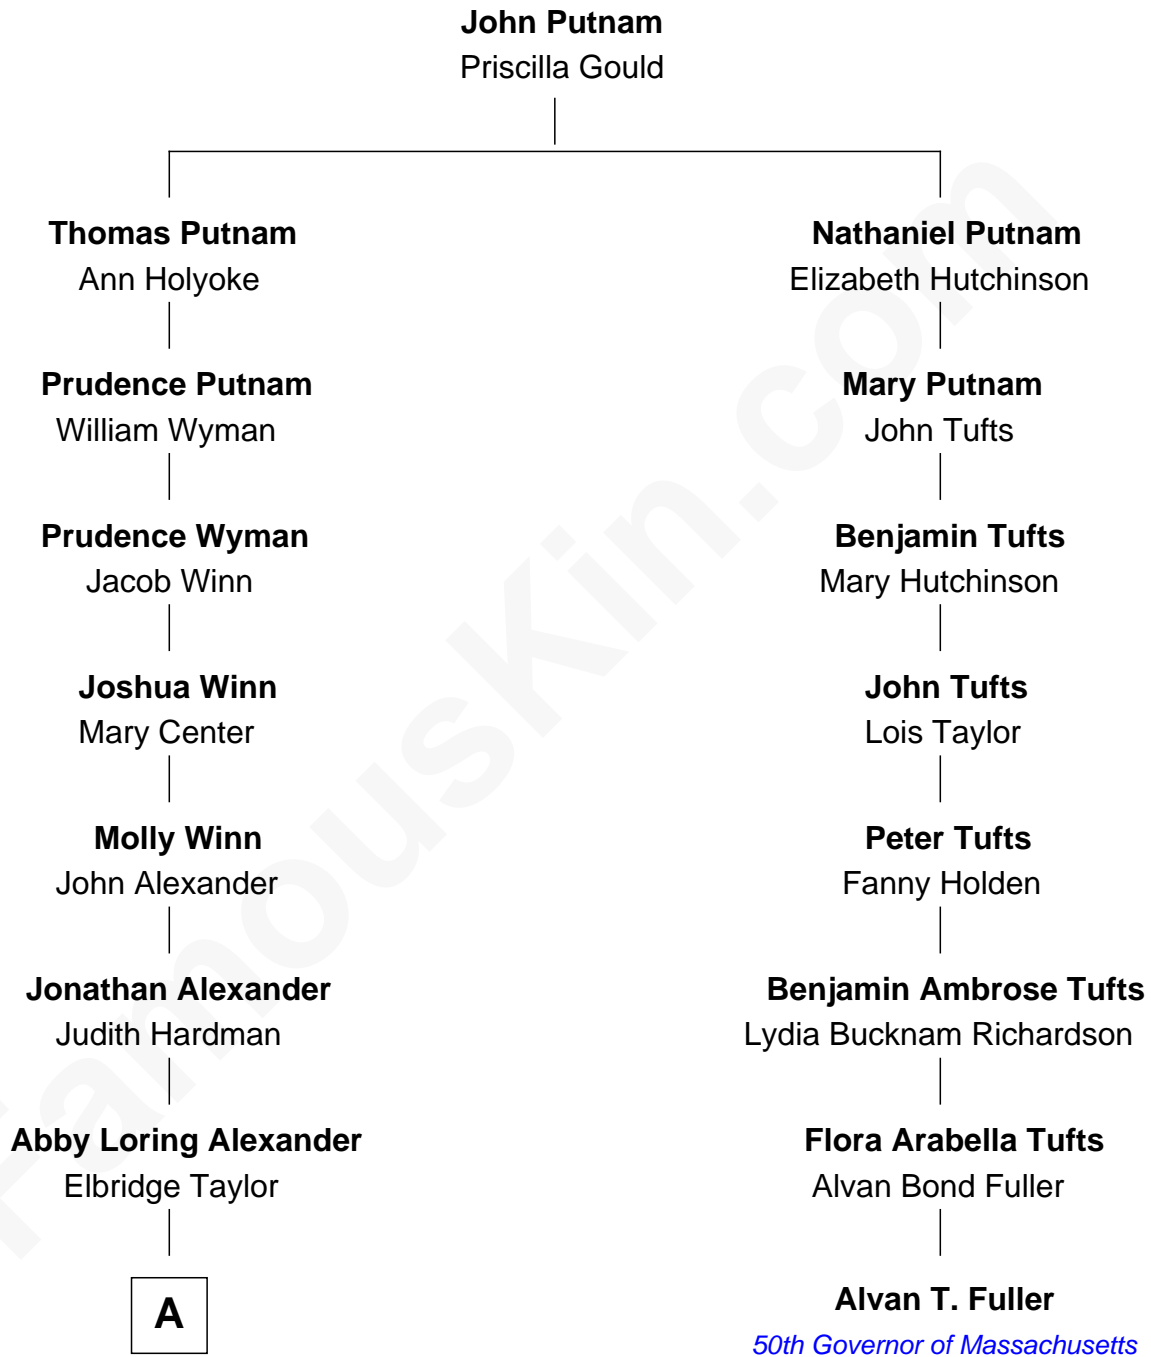 John Putnam
Priscilla Gould
Thomas Putnam
Ann Holyoke
Nathaniel Putnam
Elizabeth Hutchinson
Prudence Putnam
William Wyman
Mary Putnam
John Tufts
Prudence Wyman
Jacob Winn
Benjamin Tufts
Mary Hutchinson
Joshua Winn
Mary Center
John Tufts
Lois Taylor
Molly Winn
John Alexander
Peter Tufts
Fanny Holden
Jonathan Alexander
Judith Hardman
Benjamin Ambrose Tufts
Lydia Bucknam Richardson
Abby Loring Alexander
Elbridge Taylor
Flora Arabella Tufts
Alvan Bond Fuller
A
Alvan T. Fuller
50th Governor of Massachusetts
FamousKin.com